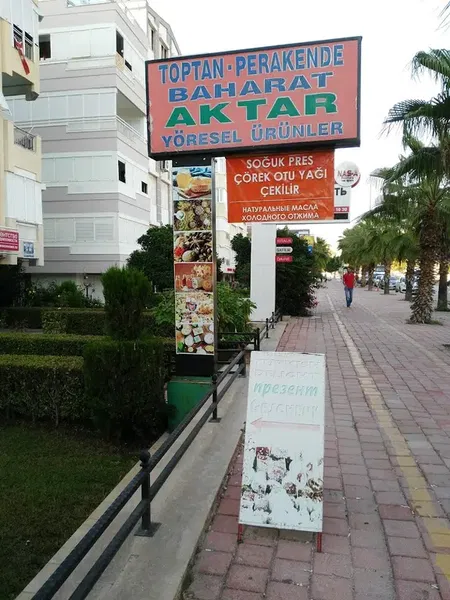 TOPTAN · PERAKENDE
BAHARAT
AKTAR
YÖRESEL ÜRÜNLER
SOĞUK PRES
ÇÖREK OTU YAĞI
ÇEKİLİR
НАТУРАЛЬНЫЕ МАСЛА
ХОЛОДНОГО ОТЖИМА
презент